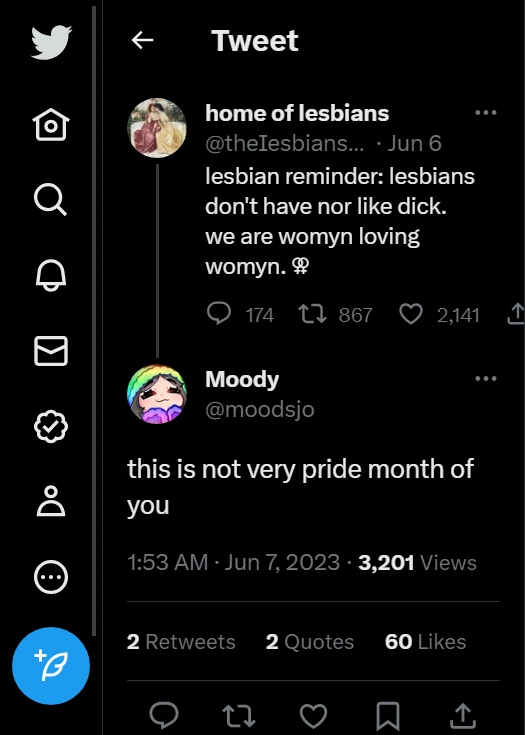 Tweet
home of lesbians
@theIesbians... · Jun 6
lesbian reminder: lesbians
don't have nor like dick.
we are womyn loving
womyn. ⚢
174 867 2,141
Moody
@moodsjo
this is not very pride month of
you
1:53 AM · Jun 7, 2023 · 3,201 Views
2 Retweets 2 Quotes 60 Likes